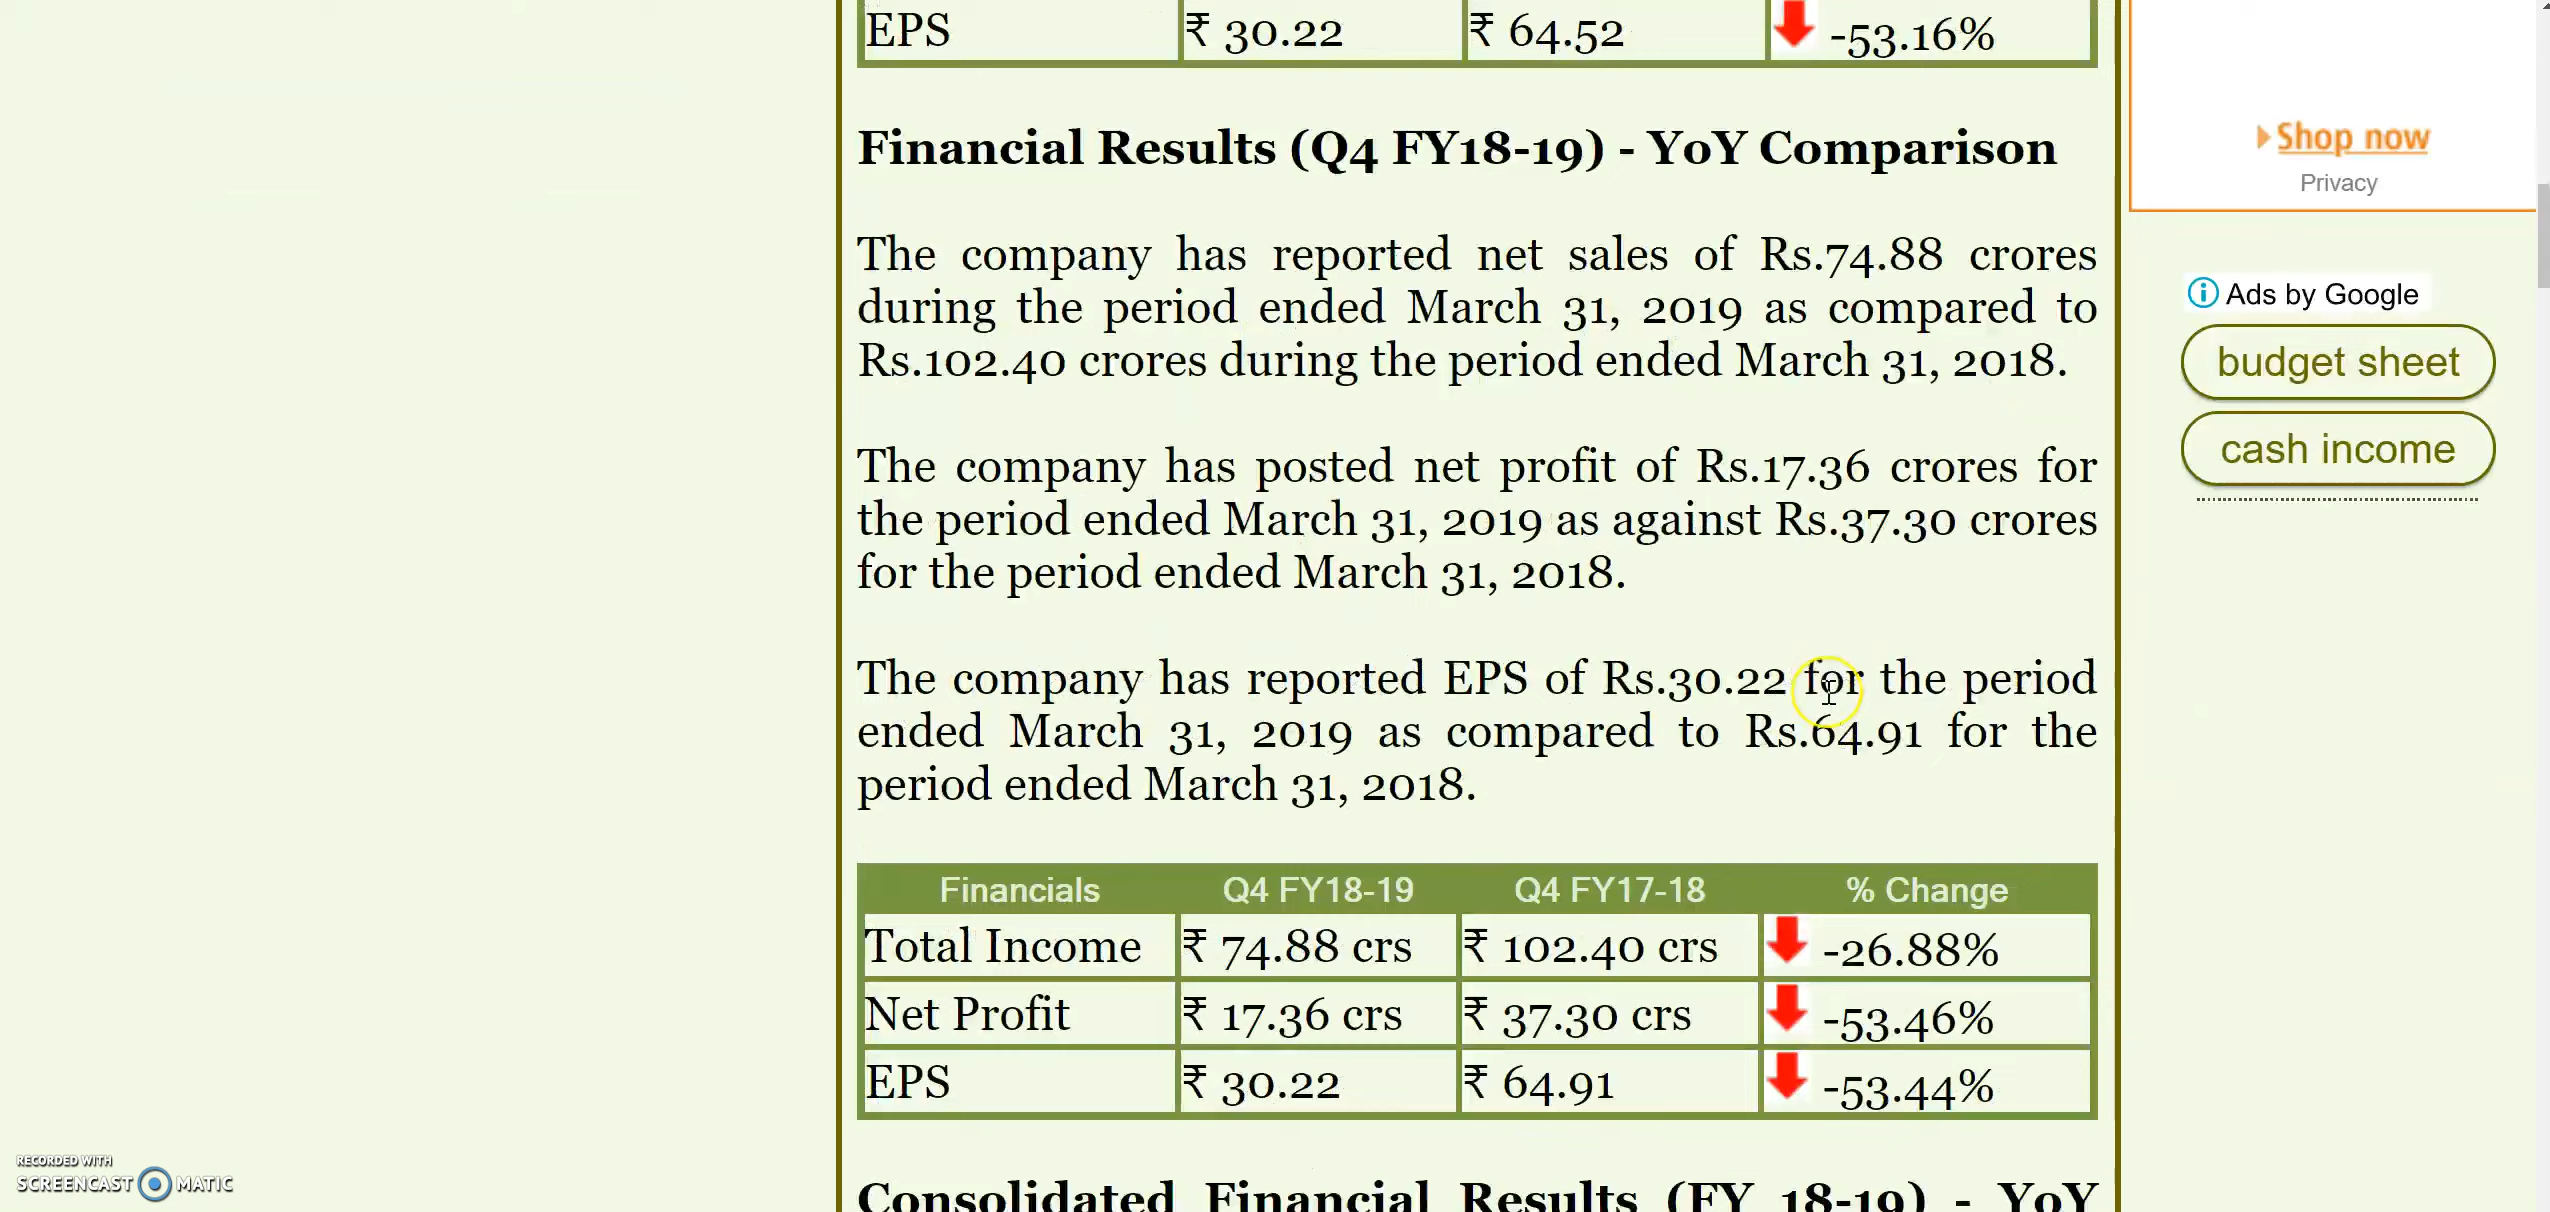 EPS ₹ 30.22 ₹ 64.52 -53.16%
Financial Results (Q4 FY18-19) - YoY Comparison
The company has reported net sales of Rs.74.88 crores
during the period ended March 31, 2019 as compared to
Rs.102.40 crores during the period ended March 31, 2018.
The company has posted net profit of Rs.17.36 crores for
the period ended March 31, 2019 as against Rs.37.30 crores
for the period ended March 31, 2018.
The company has reported EPS of Rs.30.22 for the period
ended March 31, 2019 as compared to Rs.64.91 for the
period ended March 31, 2018.
Financials Q4 FY18-19 Q4 FY17-18 % Change
Total Income ₹ 74.88 crs ₹ 102.40 crs -26.88%
Net Profit ₹ 17.36 crs ₹ 37.30 crs -53.46%
EPS ₹ 30.22 ₹ 64.91 -53.44%
Consolidated Financial Results (FY 18-19) - YoY
Shop now
Privacy
Ads by Google
budget sheet
cash income
RECORDED WITH
SCREENCAST MATIC